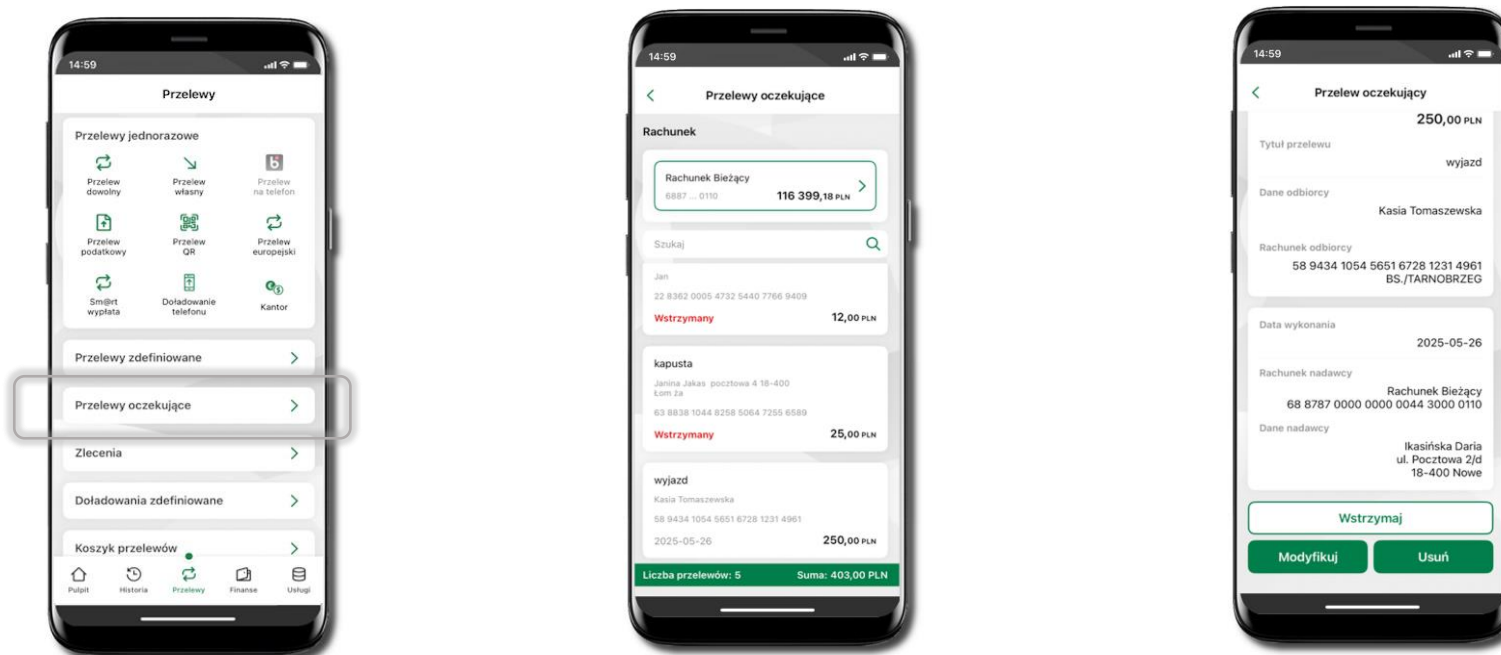 14:59
Przelewy
Przelewy jednorazowe
Przelew dowolny
Przelew własny
Przelew na telefon
Przelew podatkowy
Przelew QR
Przelew europejski
Sm@rt wypłata
Doładowanie telefonu
Kantor
Przelewy zdefiniowane
Przelewy oczekujące
Zlecenia
Doładowania zdefiniowane
Koszyk przelewów
Pulpit
Historia
Przelewy
Finanse
Usługi
14:59
Przelewy oczekujące
Rachunek
Rachunek Bieżący
6887 ... 0110 116 399,18 PLN
Szukaj
Jan
22 8362 0005 4732 5440 7766 9409
Wstrzymany 12,00 PLN
kapusta
Janina Jakas pocztowa 4 18-400
Łom ża
63 8838 1044 8258 5064 7255 6589
Wstrzymany 25,00 PLN
wyjazd
Kasia Tomaszewska
58 9434 1054 5651 6728 1231 4961
2025-05-26 250,00 PLN
Liczba przelewów: 5 Suma: 403,00 PLN
14:59
Przelew oczekujący
250,00 PLN
Tytuł przelewu
wyjazd
Dane odbiorcy
Kasia Tomaszewska
Rachunek odbiorcy
58 9434 1054 5651 6728 1231 4961
BS./TARNOBRZEG
Data wykonania
2025-05-26
Rachunek nadawcy
Rachunek Bieżący
68 8787 0000 0000 0044 3000 0110
Dane nadawcy
Ikasińska Daria
ul. Pocztowa 2/d
18-400 Nowe
Wstrzymaj
Modyfikuj
Usuń